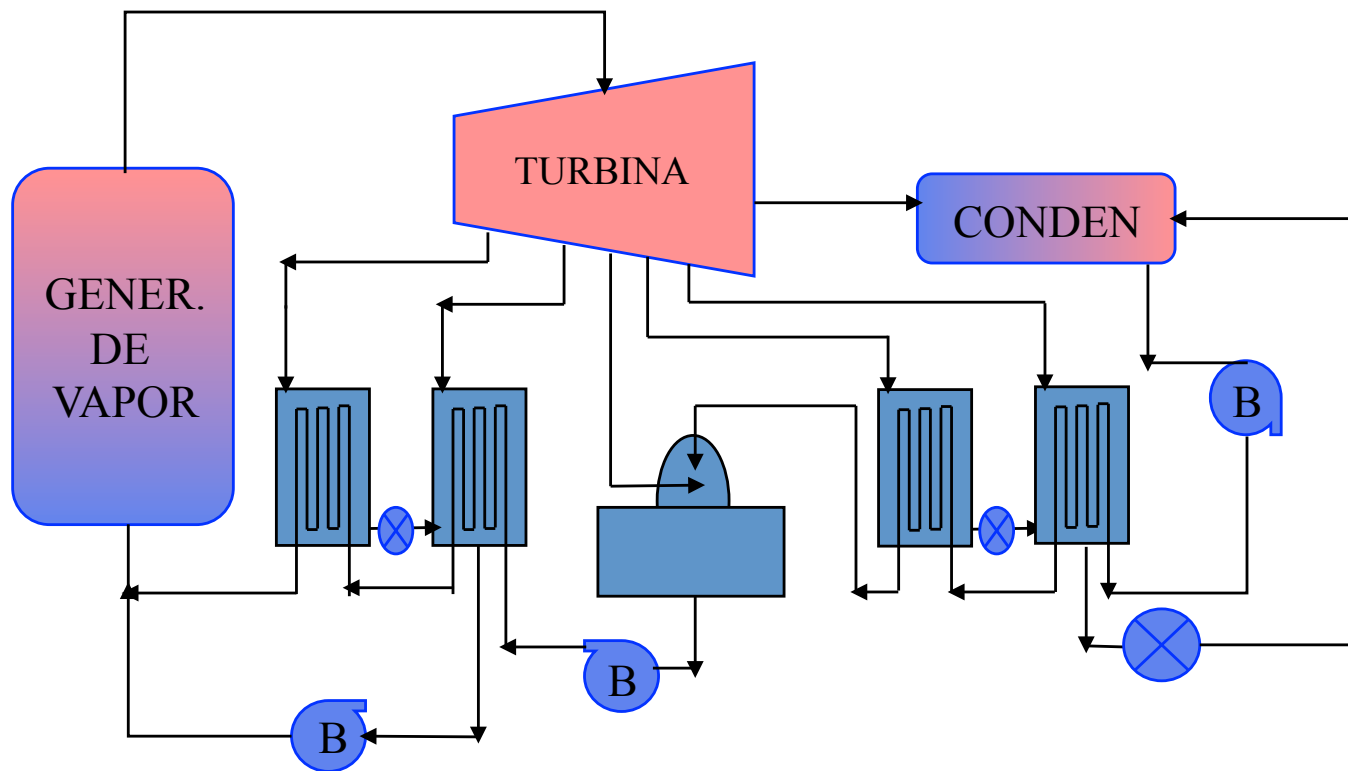 TURBINA
CONDEN
GENER.
DE
VAPOR
B
B
B